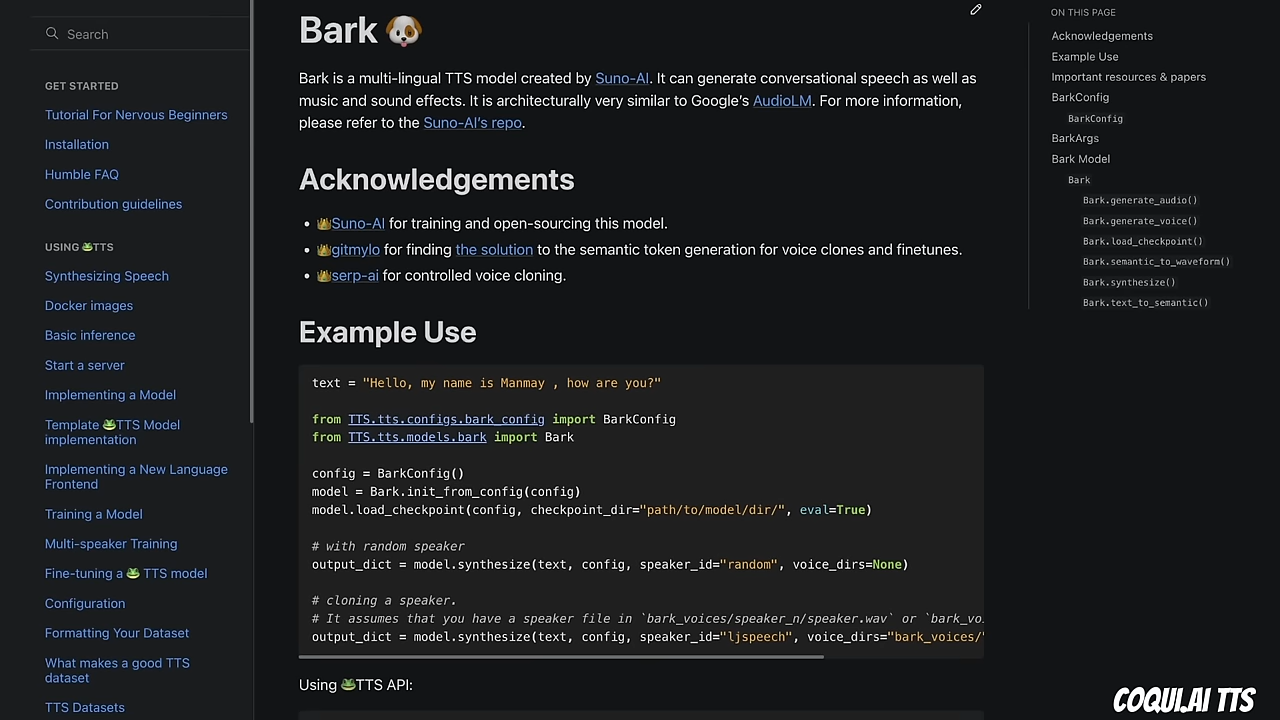 Search
GET STARTED
Tutorial For Nervous Beginners
Installation
Humble FAQ
Contribution guidelines
USING 🐸TTS
Synthesizing Speech
Docker images
Basic inference
Start a server
Implementing a Model
Template 🐸TTS Model
implementation
Implementing a New Language
Frontend
Training a Model
Multi-speaker Training
Fine-tuning a 🐸 TTS model
Configuration
Formatting Your Dataset
What makes a good TTS
dataset
TTS Datasets
Bark 🐶
Bark is a multi-lingual TTS model created by Suno-AI. It can generate conversational speech as well as
music and sound effects. It is architecturally very similar to Google's AudioLM. For more information,
please refer to the Suno-AI's repo.
Acknowledgements
• 👑Suno-AI for training and open-sourcing this model.
• 👑gitmylo for finding the solution to the semantic token generation for voice clones and finetunes.
• 👑serp-ai for controlled voice cloning.
Example Use
text = "Hello, my name is Manmay , how are you?"
from TTS.tts.configs.bark_config import BarkConfig
from TTS.tts.models.bark import Bark
config = BarkConfig()
model = Bark.init_from_config(config)
model.load_checkpoint(config, checkpoint_dir="path/to/model/dir/", eval=True)
# with random speaker
output_dict = model.synthesize(text, config, speaker_id="random", voice_dirs=None)
# cloning a speaker.
# It assumes that you have a speaker file in `bark_voices/speaker_n/speaker.wav` or `bark_vo
output_dict = model.synthesize(text, config, speaker_id="ljspeech", voice_dirs="bark_voices/"
Using 🐸TTS API:
ON THIS PAGE
Acknowledgements
Example Use
Important resources & papers
BarkConfig
BarkConfig
BarkArgs
Bark Model
Bark
Bark.generate_audio()
Bark.generate_voice()
Bark.load_checkpoint()
Bark.semantic_to_waveform()
Bark.synthesize()
Bark.text_to_semantic()
COQUI.AI TTS